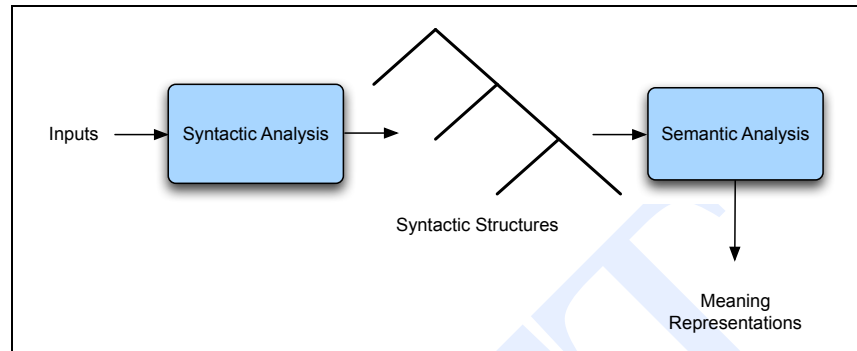 Inputs
Syntactic Analysis
Syntactic Structures
Semantic Analysis
Meaning
Representations